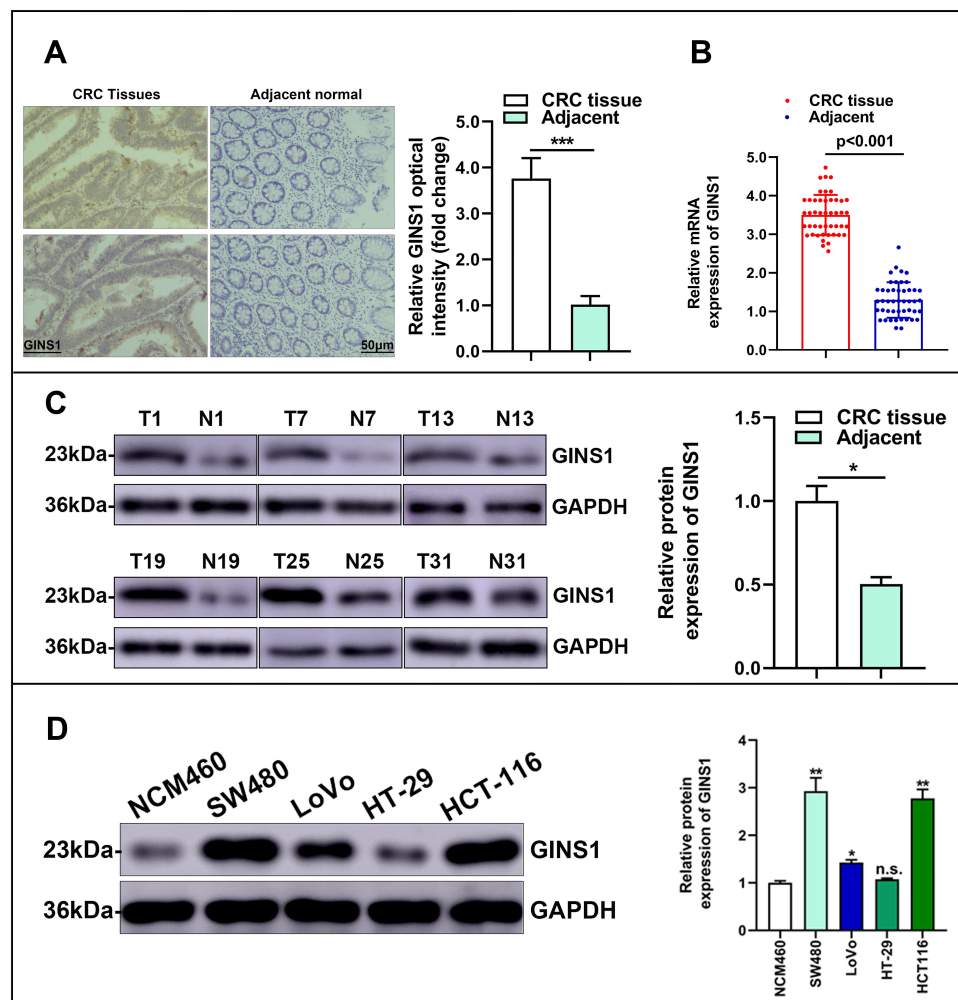 A
CRC Tissues
Adjacent normal
GINS1
50μm
CRC tissue
Adjacent
***
Relative GINS1 optical
intensity (fold change)
5.0
4.0
3.0
2.0
1.0
0.0
B
CRC tissue
Adjacent
p<0.001
Relative mRNA
expression of GINS1
5.0
4.0
3.0
2.0
1.0
0.0
C
T1 N1 T7 N7 T13 N13
23kDa- GINS1
36kDa- GAPDH
T19 N19 T25 N25 T31 N31
23kDa- GINS1
36kDa- GAPDH
CRC tissue
Adjacent
*
Relative protein
expression of GINS1
1.5
1.0
0.5
0.0
D
NCM460 SW480 LoVo HT-29 HCT-116
23kDa- GINS1
36kDa- GAPDH
Relative protein
expression of GINS1
4
3
2
1
0
** * n.s. **
NCM460 SW480 LoVo HT-29 HCT116